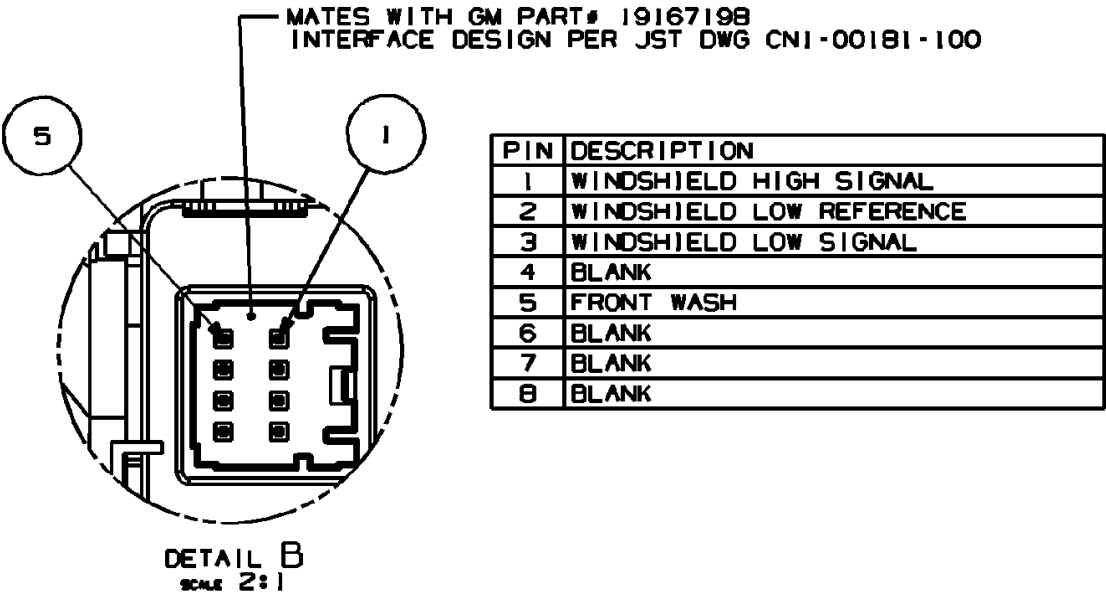 MATES WITH GM PART# 19167198
INTERFACE DESIGN PER JST DWG CN1-00181-100
5
1
PIN DESCRIPTION
1 WINDSHIELD HIGH SIGNAL
2 WINDSHIELD LOW REFERENCE
3 WINDSHIELD LOW SIGNAL
4 BLANK
5 FRONT WASH
6 BLANK
7 BLANK
8 BLANK
DETAIL B
SCALE 2:1